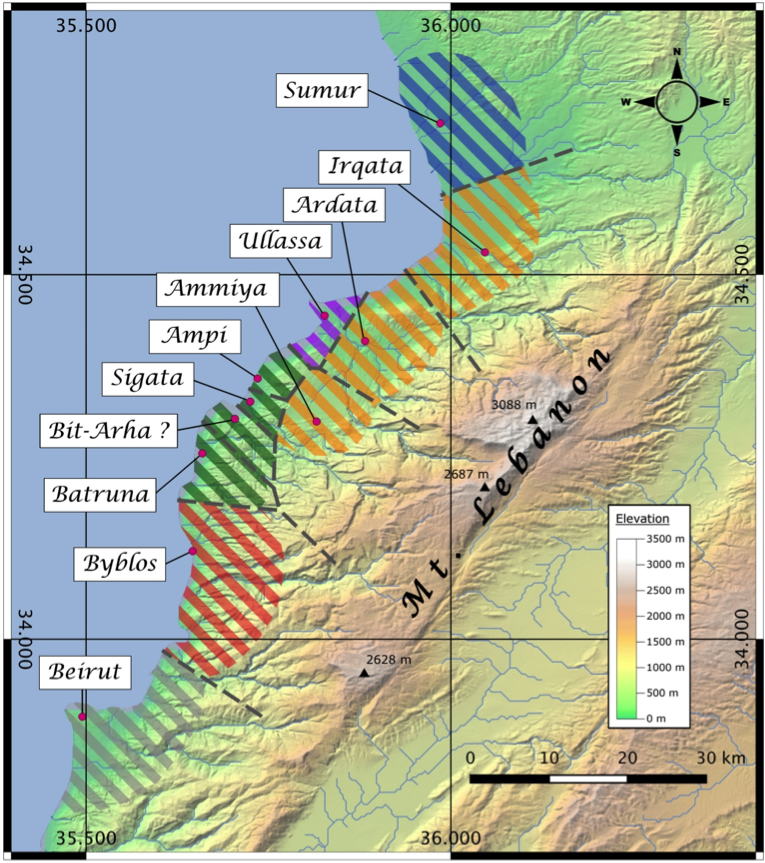 35.500
36.000
N
W
E
S
Sumur
Irqata
Ardata
Ullassa
34.500
34.500
Ammiya
Ampi
Sigata
Bit-Arha ?
Batruna
Byblos
Beirut
3088 m
2687 m
2628 m
Mt. Lebanon
Elevation
3500 m
3000 m
2500 m
2000 m
1500 m
1000 m
500 m
0 m
34.000
34.000
0 10 20 30 km
35.500
36.000